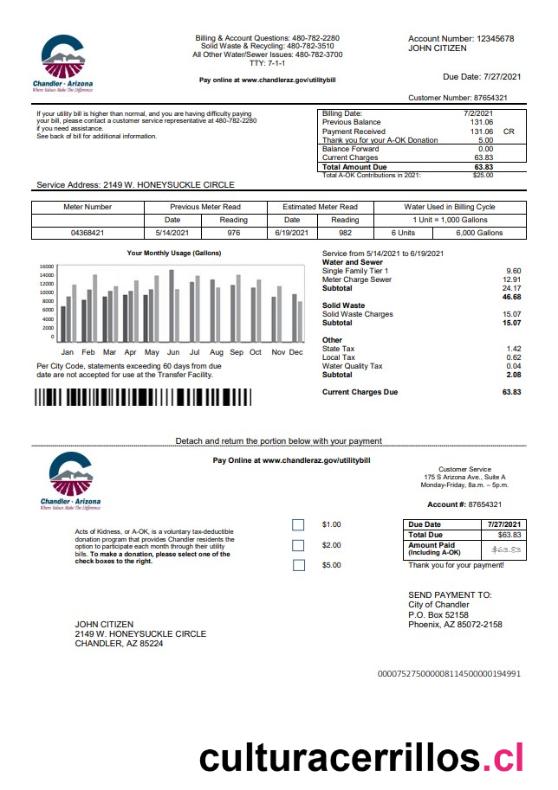 Chandler · Arizona
Where Values Make The Difference
Billing & Account Questions: 480-782-2280
Solid Waste & Recycling: 480-782-3510
All Other Water/Sewer Issues: 480-782-3700
TTY: 7-1-1
Pay online at www.chandleraz.gov/utilitybill
Account Number: 12345678
JOHN CITIZEN
Due Date: 7/27/2021
Customer Number: 87654321
If your utility bill is higher than normal, and you are having difficulty paying
your bill, please contact a customer service representative at 480-782-2280
if you need assistance.
See back of bill for additional information.
Billing Date: 7/2/2021
Previous Balance 131.06
Payment Received 131.06 CR
Thank you for your A-OK Donation 5.00
Balance Forward 0.00
Current Charges 63.83
Total Amount Due 63.83
Total A-OK Contributions in 2021: $25.00
Service Address: 2149 W. HONEYSUCKLE CIRCLE
Meter Number Previous Meter Read Estimated Meter Read Water Used in Billing Cycle
Date Reading Date Reading 1 Unit = 1,000 Gallons
04368421 5/14/2021 976 6/19/2021 982 6 Units 6,000 Gallons
Your Monthly Usage (Gallons)
16000
14000
12000
10000
8000
6000
4000
2000
0
Jan Feb Mar Apr May Jun Jul Aug Sep Oct Nov Dec
Per City Code, statements exceeding 60 days from due
date are not accepted for use at the Transfer Facility.
Service from 5/14/2021 to 6/19/2021
Water and Sewer
Single Family Tier 1 9.60
Meter Charge Sewer 12.91
Subtotal 24.17
46.68
Solid Waste
Solid Waste Charges 15.07
Subtotal 15.07
Other
State Tax 1.42
Local Tax 0.62
Water Quality Tax 0.04
Subtotal 2.08
Current Charges Due 63.83
Detach and return the portion below with your payment
Chandler · Arizona
Where Values Make The Difference
Pay Online at www.chandleraz.gov/utilitybill
Customer Service
175 S Arizona Ave., Suite A
Monday-Friday, 8a.m. – 5p.m.
Account #: 87654321
Acts of Kidness, or A-OK, is a voluntary tax-deductible
donation program that provides Chandler residents the
option to participate each month through their utility
bills. To make a donation, please select one of the
check boxes to the right.
$1.00
$2.00
$5.00
Due Date 7/27/2021
Total Due $63.83
Amount Paid
(Including A-OK) $63.83
Thank you for your payment!
SEND PAYMENT TO:
City of Chandler
P.O. Box 52158
Phoenix, AZ 85072-2158
JOHN CITIZEN
2149 W. HONEYSUCKLE CIRCLE
CHANDLER, AZ 85224
000075275000008114500000194991
culturacerrillos.cl